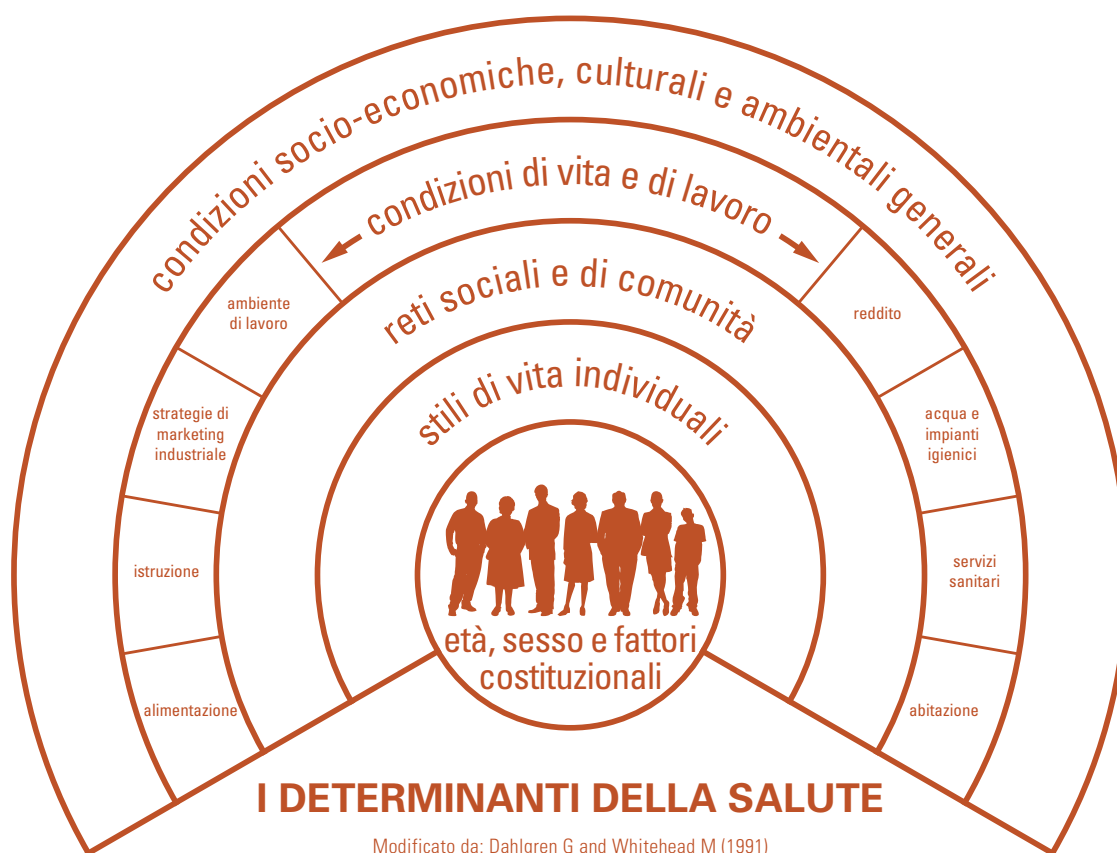 condizioni socio-economiche, culturali e ambientali generali
condizioni di vita e di lavoro
reti sociali e di comunità
stili di vita individuali
ambiente
di lavoro
strategie di
marketing
industriale
istruzione
alimentazione
reddito
acqua e
impianti
igienici
servizi
sanitari
abitazione
età, sesso e fattori
costituzionali
I DETERMINANTI DELLA SALUTE
Modificato da: Dahlgren G and Whitehead M (1991)